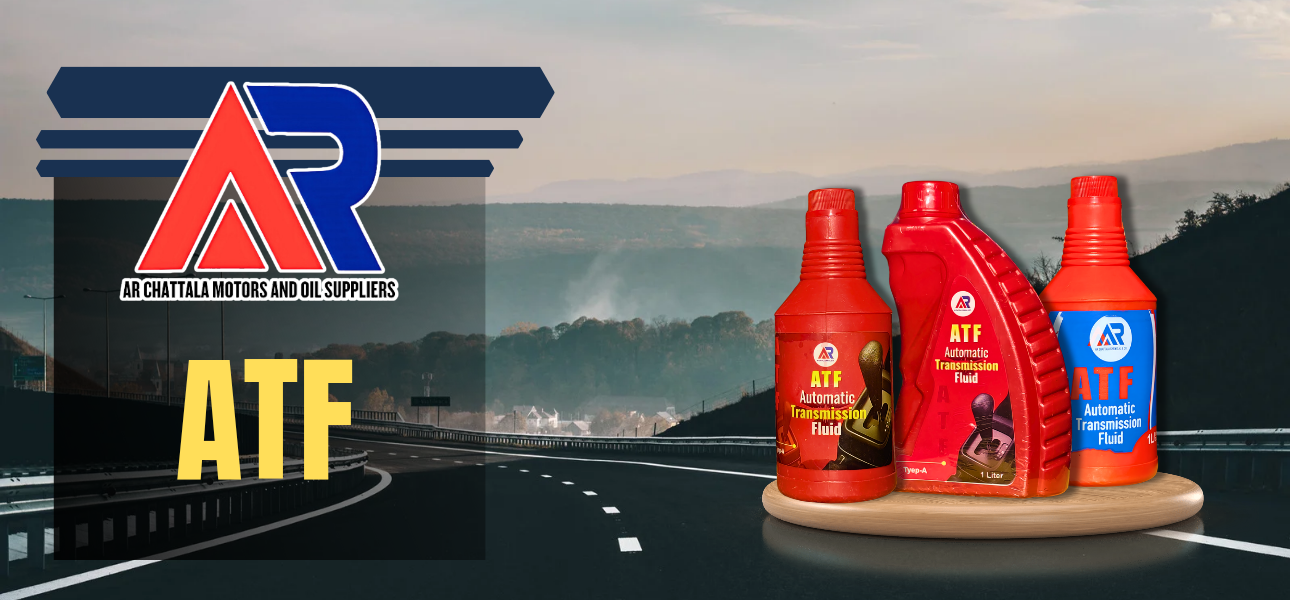 AR
AR CHATTALA MOTORS AND OIL SUPPLIERS
ATF
AR
ATF
Automatic
Transmission
Fluid
AR
ATF
Automatic
Transmission
Fluid
ATF
Tyep-A
1 Liter
AR
ATF
Automatic
Transmission
Fluid